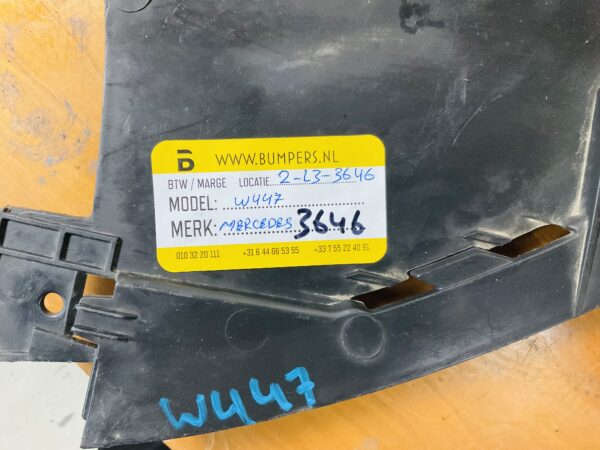 B WWW.BUMPERS.NL
BTW / MARGE LOCATIE 2-L3-3646
MODEL: W447
MERK: MERCEDES 3646
010 32 20 111 +31 6 44 66 53 55 +33 7 55 22 40 91
W447